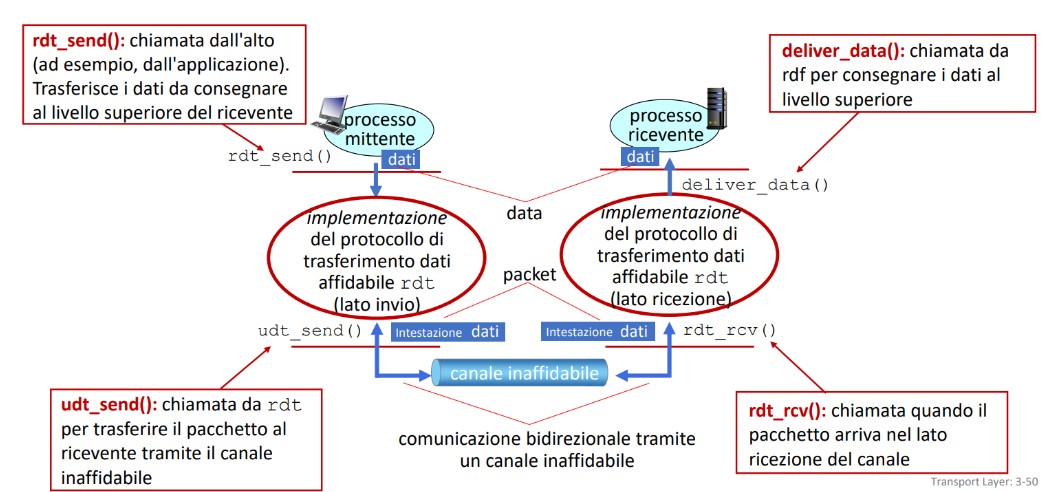 rdt_send(): chiamata dall'alto
(ad esempio, dall'applicazione).
Trasferisce i dati da consegnare
al livello superiore del ricevente
deliver_data(): chiamata da
rdf per consegnare i dati al
livello superiore
processo
mittente
processo
ricevente
rdt_send()
dati
dati
deliver_data()
data
implementazione
del protocollo di
trasferimento dati
affidabile rdt
(lato invio)
implementazione
del protocollo di
trasferimento dati
affidabile rdt
(lato ricezione)
packet
udt_send()
Intestazione dati
Intestazione dati
rdt_rcv()
canale inaffidabile
udt_send(): chiamata da rdt
per trasferire il pacchetto al
ricevente tramite il canale
inaffidabile
comunicazione bidirezionale tramite
un canale inaffidabile
rdt_rcv(): chiamata quando il
pacchetto arriva nel lato
ricezione del canale
Transport Layer: 3-50